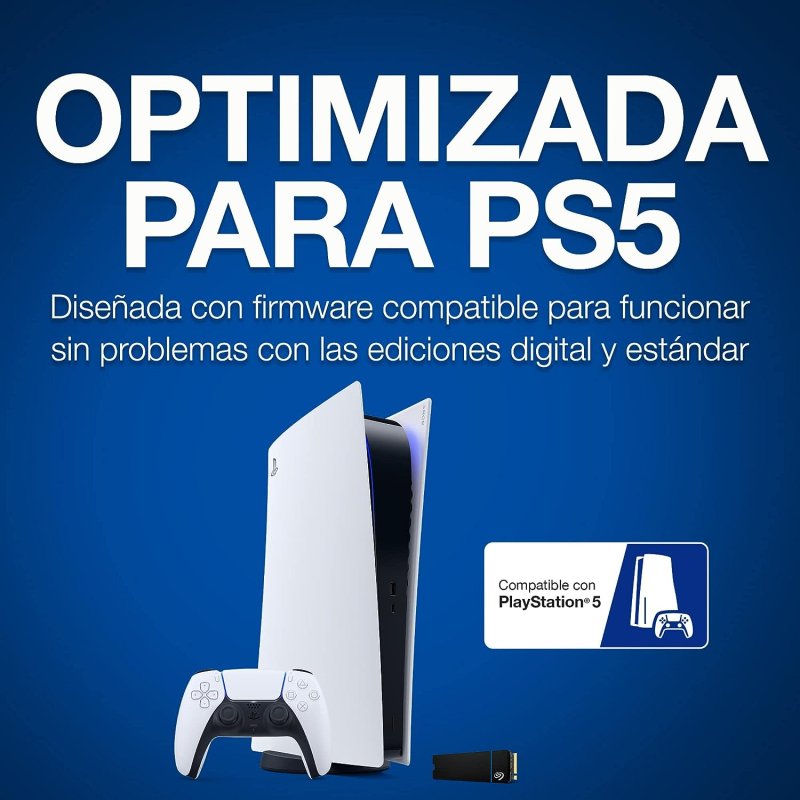 OPTIMIZADA
PARA PS5
Diseñada con firmware compatible para funcionar
sin problemas con las ediciones digital y estándar
Compatible con
PlayStation® 5
SONY